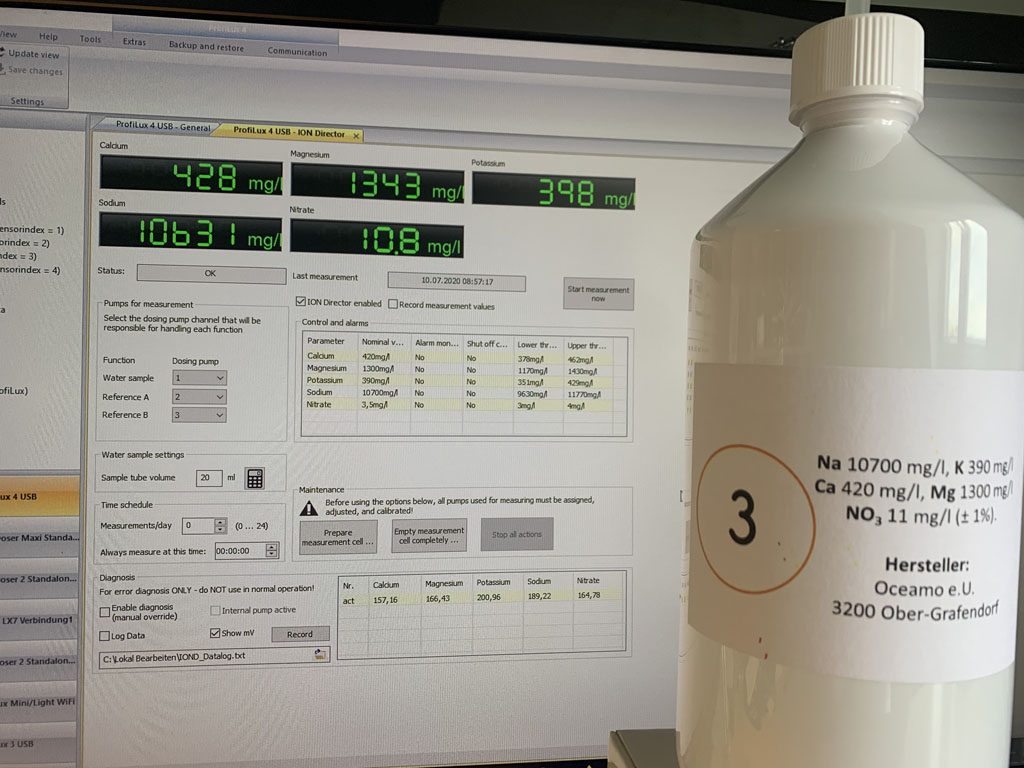 View Help Tools Extras Backup and restore Communication
ProfiLux 4
Update view
Save changes
Settings
ProfiLux 4 USB - General
ProfiLux 4 USB - ION Director
Calcium
428 mg/l
Magnesium
1343 mg/l
Potassium
398 mg/l
Sodium
10631 mg/l
Nitrate
10.8 mg/l
Status:
OK
Last measurement
10.07.2020 08:57:17
Start measurement
now
Pumps for measurement
Select the dosing pump channel that will be
responsible for handling each function
Function Dosing pump
Water sample 1
Reference A 2
Reference B 3
ION Director enabled
Record measurement values
Control and alarms
Parameter Nominal v... Alarm mon... Shut off c... Lower thr... Upper thr...
Calcium 420mg/l No No 378mg/l 462mg/l
Magnesium 1300mg/l No No 1170mg/l 1430mg/l
Potassium 390mg/l No No 351mg/l 429mg/l
Sodium 10700mg/l No No 9630mg/l 11770mg/l
Nitrate 3,5mg/l No No 3mg/l 4mg/l
Water sample settings
Sample tube volume 20 ml
Time schedule
Measurements/day 0 (0 ... 24)
Always measure at this time: 00:00:00
Maintenance
Before using the options below, all pumps used for measuring must be assigned,
adjusted, and calibrated!
Prepare
measurement cell ...
Empty measurement
cell completely ...
Stop all actions
Diagnosis
For error diagnosis ONLY - do NOT use in normal operation!
Enable diagnosis
(manual override)
Internal pump active
Log Data
Show mV
Record
C:\Lokal Bearbeiten\IOND_Datalog.txt
Nr. Calcium Magnesium Potassium Sodium Nitrate
act 157,16 166,43 200,96 189,22 164,78
ls
ensorindex = 1)
orindex = 2)
ndex = 3)
nsorindex = 4)
a
ofiLux)
ux 4 USB
oser Maxi Standa...
oser 2 Standalon...
LX7 Verbindung1
oser 2 Standalon...
ux Mini/Light WiFi
ux 3 USB
3
Na 10700 mg/l, K 390 mg/l
Ca 420 mg/l, Mg 1300 mg/l
NO₃ 11 mg/l (± 1%).
Hersteller:
Oceamo e.U.
3200 Ober-Grafendorf